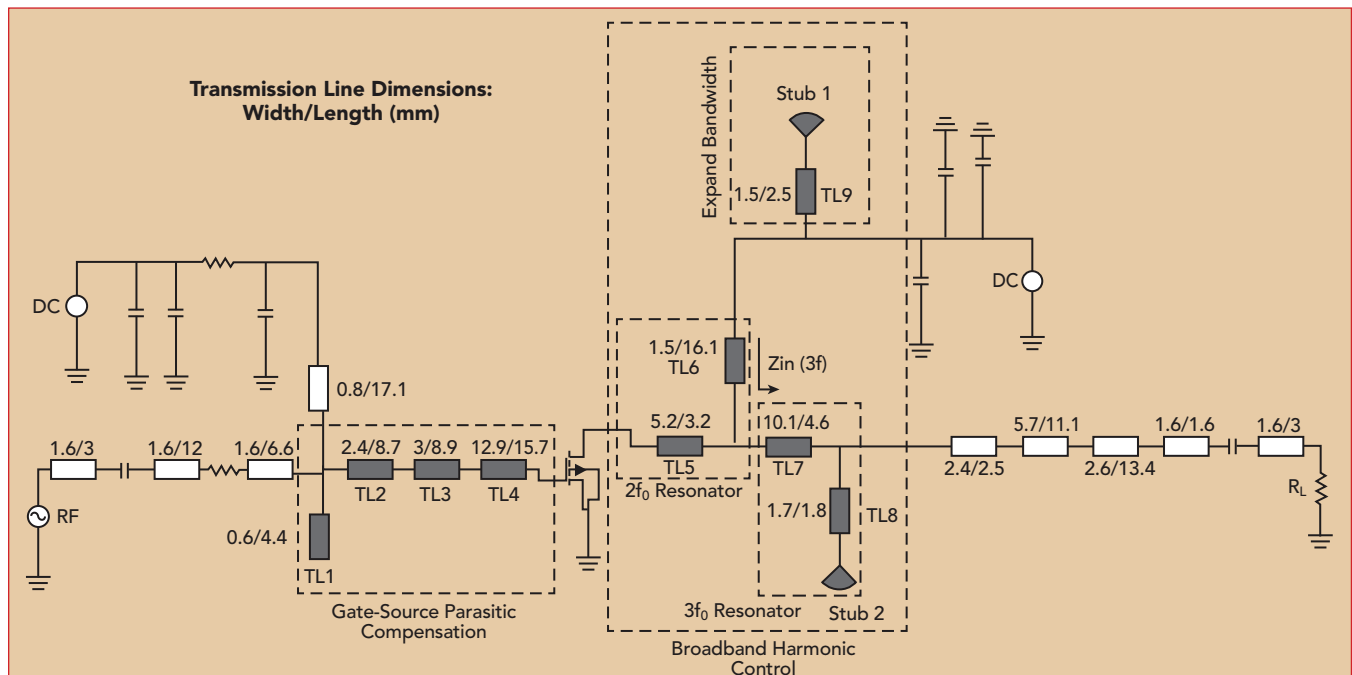 Transmission Line Dimensions:
Width/Length (mm)
Expand Bandwidth
Stub 1
1.5/2.5
TL9
DC
DC
1.5/16.1
TL6
Zin (3f)
0.8/17.1
5.2/3.2
TL5
10.1/4.6
TL7
2f₀ Resonator
1.6/3
1.6/12
1.6/6.6
2.4/8.7
TL2
3/8.9
TL3
12.9/15.7
TL4
2.4/2.5
5.7/11.1
2.6/13.4
1.6/1.6
1.6/3
R_L
RF
0.6/4.4
TL1
1.7/1.8
TL8
3f₀ Resonator
Stub 2
Gate-Source Parasitic
Compensation
Broadband Harmonic
Control